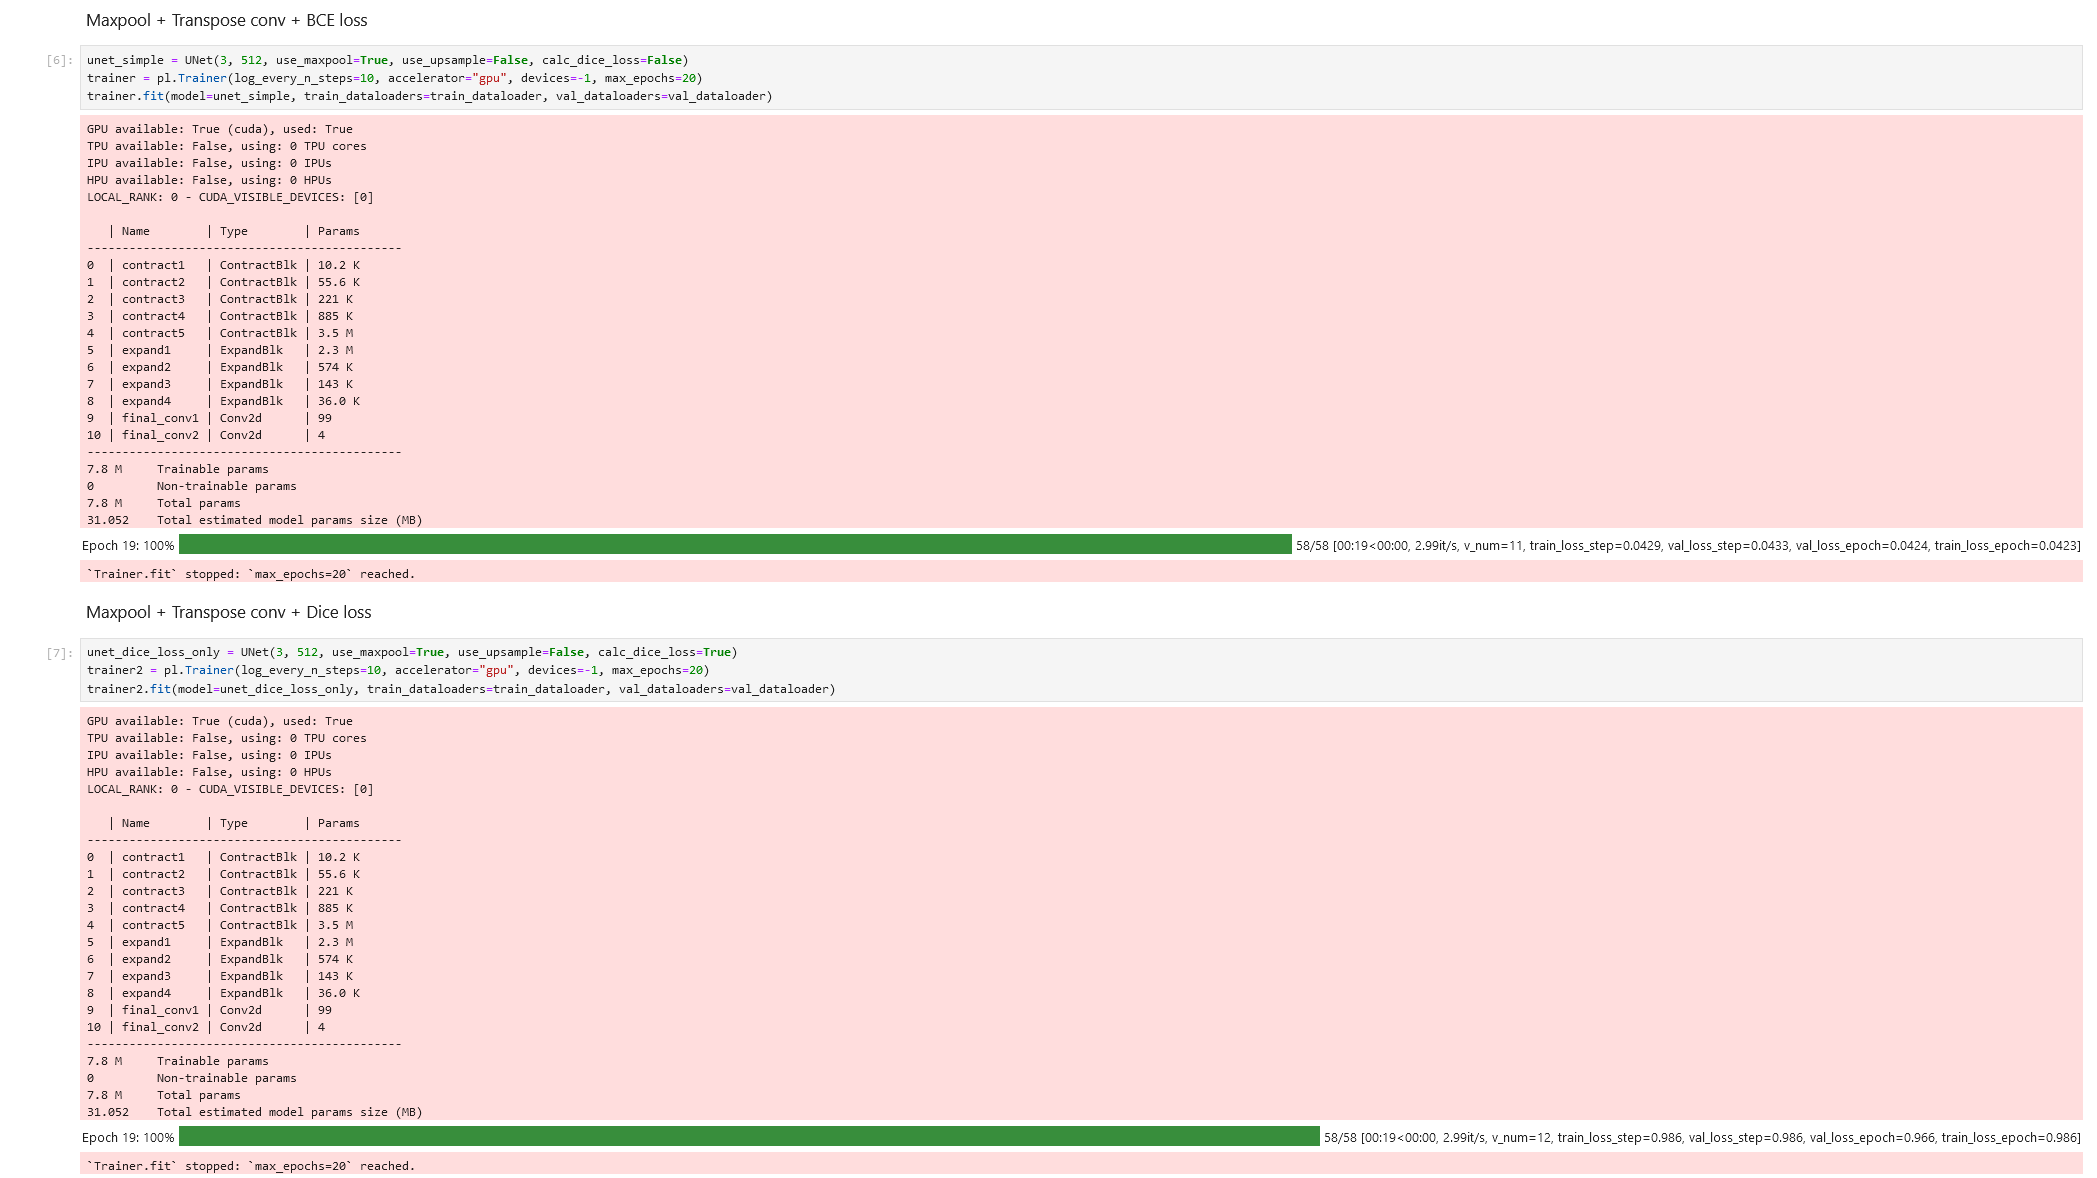 Maxpool + Transpose conv + BCE loss
[6]: unet_simple = UNet(3, 512, use_maxpool=True, use_upsample=False, calc_dice_loss=False)
trainer = pl.Trainer(log_every_n_steps=10, accelerator="gpu", devices=-1, max_epochs=20)
trainer.fit(model=unet_simple, train_dataloaders=train_dataloader, val_dataloaders=val_dataloader)
GPU available: True (cuda), used: True
TPU available: False, using: 0 TPU cores
IPU available: False, using: 0 IPUs
HPU available: False, using: 0 HPUs
LOCAL_RANK: 0 - CUDA_VISIBLE_DEVICES: [0]
   | Name        | Type        | Params
---------------------------------------------
0  | contract1   | ContractBlk | 10.2 K
1  | contract2   | ContractBlk | 55.6 K
2  | contract3   | ContractBlk | 221 K
3  | contract4   | ContractBlk | 885 K
4  | contract5   | ContractBlk | 3.5 M
5  | expand1     | ExpandBlk   | 2.3 M
6  | expand2     | ExpandBlk   | 574 K
7  | expand3     | ExpandBlk   | 143 K
8  | expand4     | ExpandBlk   | 36.0 K
9  | final_conv1 | Conv2d      | 99
10 | final_conv2 | Conv2d      | 4
---------------------------------------------
7.8 M     Trainable params
0         Non-trainable params
7.8 M     Total params
31.052    Total estimated model params size (MB)
Epoch 19: 100% 58/58 [00:19<00:00, 2.99it/s, v_num=11, train_loss_step=0.0429, val_loss_step=0.0433, val_loss_epoch=0.0424, train_loss_epoch=0.0423]
`Trainer.fit` stopped: `max_epochs=20` reached.
Maxpool + Transpose conv + Dice loss
[7]: unet_dice_loss_only = UNet(3, 512, use_maxpool=True, use_upsample=False, calc_dice_loss=True)
trainer2 = pl.Trainer(log_every_n_steps=10, accelerator="gpu", devices=-1, max_epochs=20)
trainer2.fit(model=unet_dice_loss_only, train_dataloaders=train_dataloader, val_dataloaders=val_dataloader)
GPU available: True (cuda), used: True
TPU available: False, using: 0 TPU cores
IPU available: False, using: 0 IPUs
HPU available: False, using: 0 HPUs
LOCAL_RANK: 0 - CUDA_VISIBLE_DEVICES: [0]
   | Name        | Type        | Params
---------------------------------------------
0  | contract1   | ContractBlk | 10.2 K
1  | contract2   | ContractBlk | 55.6 K
2  | contract3   | ContractBlk | 221 K
3  | contract4   | ContractBlk | 885 K
4  | contract5   | ContractBlk | 3.5 M
5  | expand1     | ExpandBlk   | 2.3 M
6  | expand2     | ExpandBlk   | 574 K
7  | expand3     | ExpandBlk   | 143 K
8  | expand4     | ExpandBlk   | 36.0 K
9  | final_conv1 | Conv2d      | 99
10 | final_conv2 | Conv2d      | 4
---------------------------------------------
7.8 M     Trainable params
0         Non-trainable params
7.8 M     Total params
31.052    Total estimated model params size (MB)
Epoch 19: 100% 58/58 [00:19<00:00, 2.99it/s, v_num=12, train_loss_step=0.986, val_loss_step=0.986, val_loss_epoch=0.966, train_loss_epoch=0.986]
`Trainer.fit` stopped: `max_epochs=20` reached.